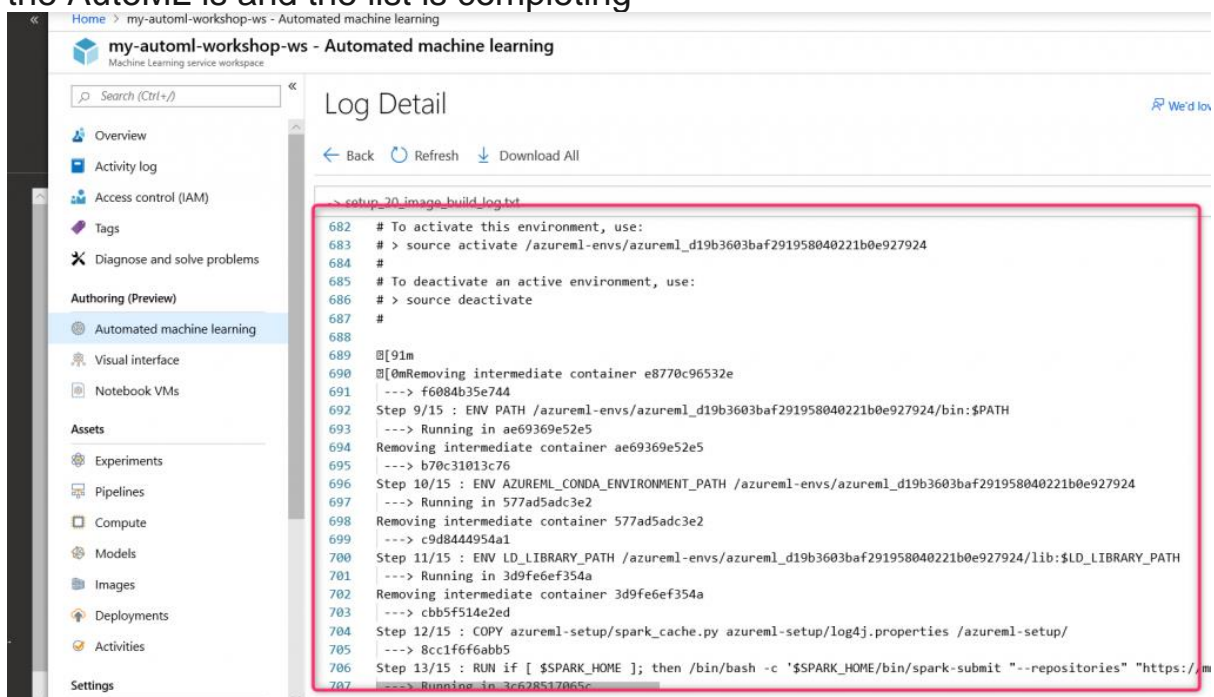 the AutoML is and the list is completing
Home > my-automl-workshop-ws - Automated machine learning
my-automl-workshop-ws - Automated machine learning
Machine Learning service workspace
Search (Ctrl+/)
Overview
Activity log
Access control (IAM)
Tags
Diagnose and solve problems
Authoring (Preview)
Automated machine learning
Visual interface
Notebook VMs
Assets
Experiments
Pipelines
Compute
Models
Images
Deployments
Activities
Settings
Log Detail
We'd lov
Back Refresh Download All
-> setup_20_image_build_log.txt
682 # To activate this environment, use:
683 # > source activate /azureml-envs/azureml_d19b3603baf291958040221b0e927924
684 #
685 # To deactivate an active environment, use:
686 # > source deactivate
687 #
688
689 [91m
690 [0mRemoving intermediate container e8770c96532e
691 ---> f6084b35e744
692 Step 9/15 : ENV PATH /azureml-envs/azureml_d19b3603baf291958040221b0e927924/bin:$PATH
693 ---> Running in ae69369e52e5
694 Removing intermediate container ae69369e52e5
695 ---> b70c31013c76
696 Step 10/15 : ENV AZUREML_CONDA_ENVIRONMENT_PATH /azureml-envs/azureml_d19b3603baf291958040221b0e927924
697 ---> Running in 577ad5adc3e2
698 Removing intermediate container 577ad5adc3e2
699 ---> c9d8444954a1
700 Step 11/15 : ENV LD_LIBRARY_PATH /azureml-envs/azureml_d19b3603baf291958040221b0e927924/lib:$LD_LIBRARY_PATH
701 ---> Running in 3d9fe6ef354a
702 Removing intermediate container 3d9fe6ef354a
703 ---> cbb5f514e2ed
704 Step 12/15 : COPY azureml-setup/spark_cache.py azureml-setup/log4j.properties /azureml-setup/
705 ---> 8cc1f6f6abb5
706 Step 13/15 : RUN if [ $SPARK_HOME ]; then /bin/bash -c '$SPARK_HOME/bin/spark-submit "--repositories" "https://m
707 ---> Running in 3c628517065c